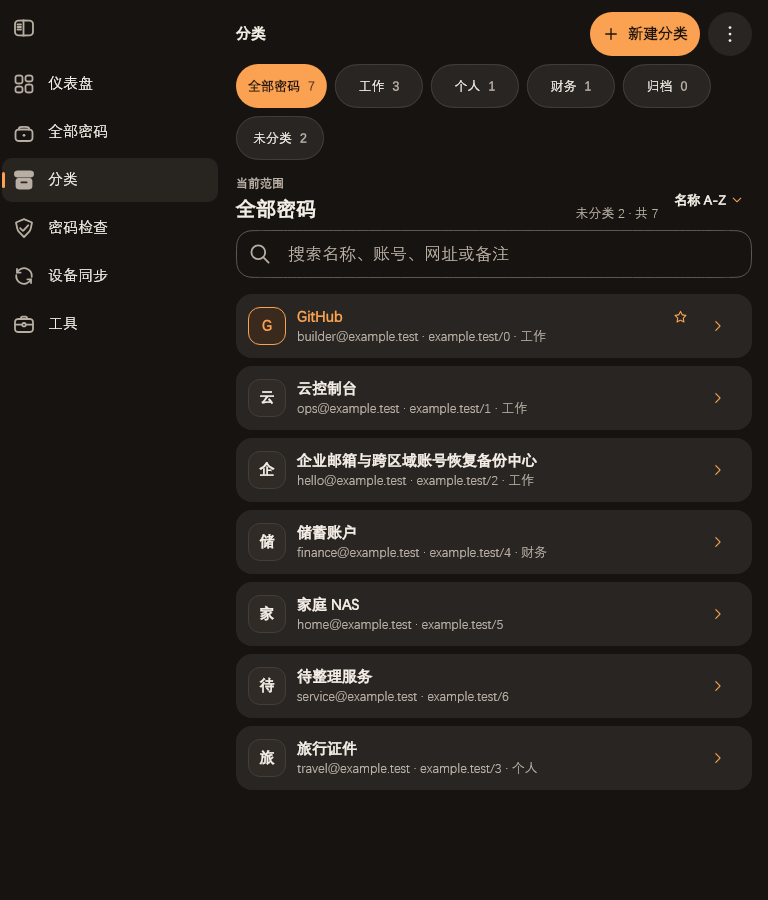 仪表盘
全部密码
分类
密码检查
设备同步
工具
分类
新建分类
全部密码 7
工作 3
个人 1
财务 1
归档 0
未分类 2
当前范围
全部密码
未分类 2 · 共 7
名称 A-Z
搜索名称、账号、网址或备注
G
GitHub
builder@example.test · example.test/0 · 工作
云
云控制台
ops@example.test · example.test/1 · 工作
企
企业邮箱与跨区域账号恢复备份中心
hello@example.test · example.test/2 · 工作
储
储蓄账户
finance@example.test · example.test/4 · 财务
家
家庭 NAS
home@example.test · example.test/5
待
待整理服务
service@example.test · example.test/6
旅
旅行证件
travel@example.test · example.test/3 · 个人